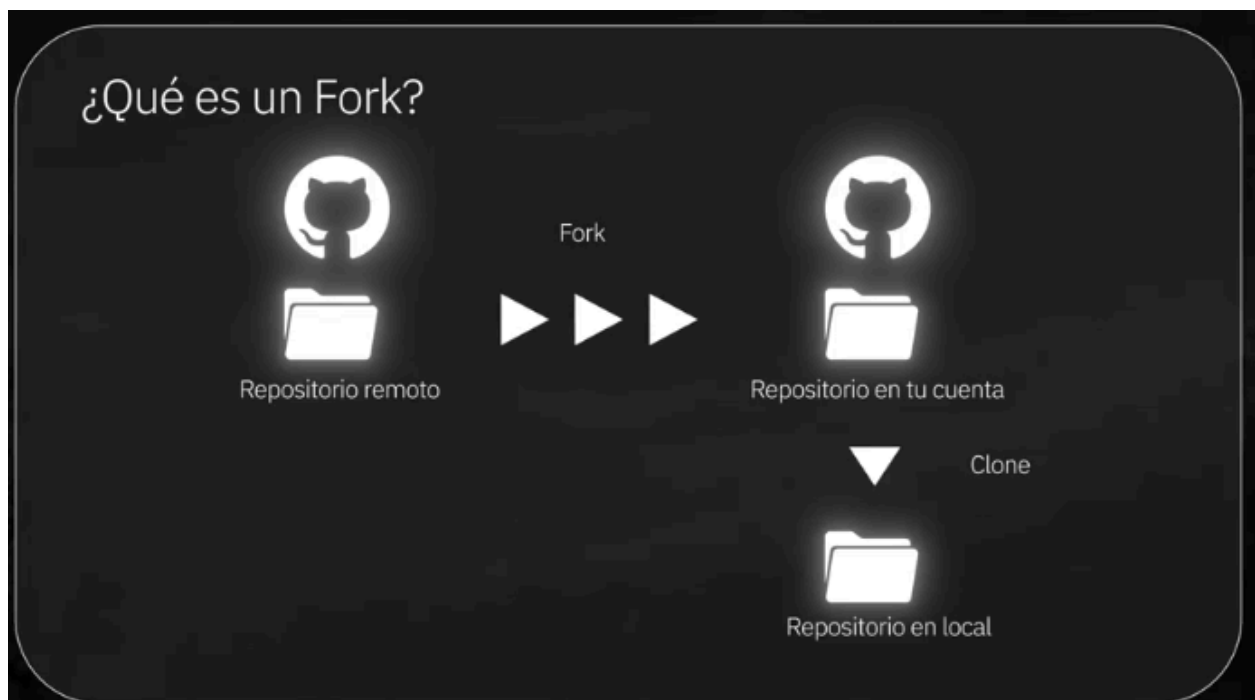 ¿Qué es un Fork?
Fork
Repositorio remoto
Repositorio en tu cuenta
Clone
Repositorio en local